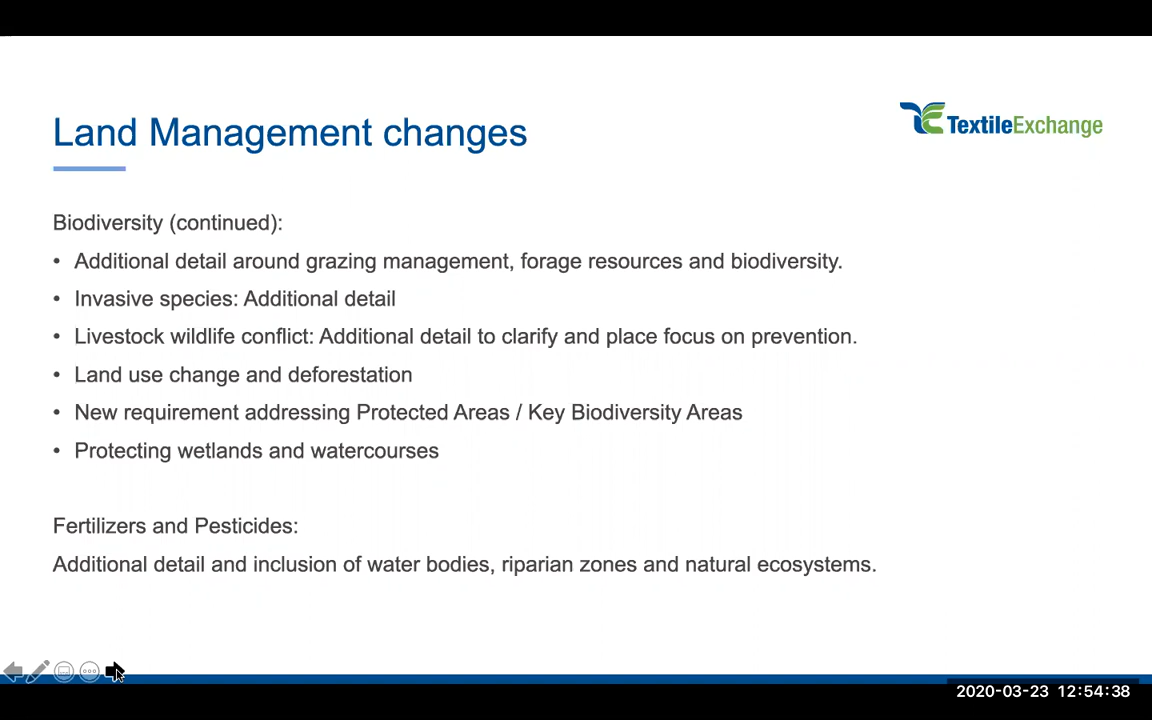 Land Management changes
TextileExchange
Biodiversity (continued):
• Additional detail around grazing management, forage resources and biodiversity.
• Invasive species: Additional detail
• Livestock wildlife conflict: Additional detail to clarify and place focus on prevention.
• Land use change and deforestation
• New requirement addressing Protected Areas / Key Biodiversity Areas
• Protecting wetlands and watercourses
Fertilizers and Pesticides:
Additional detail and inclusion of water bodies, riparian zones and natural ecosystems.
2020-03-23 12:54:38